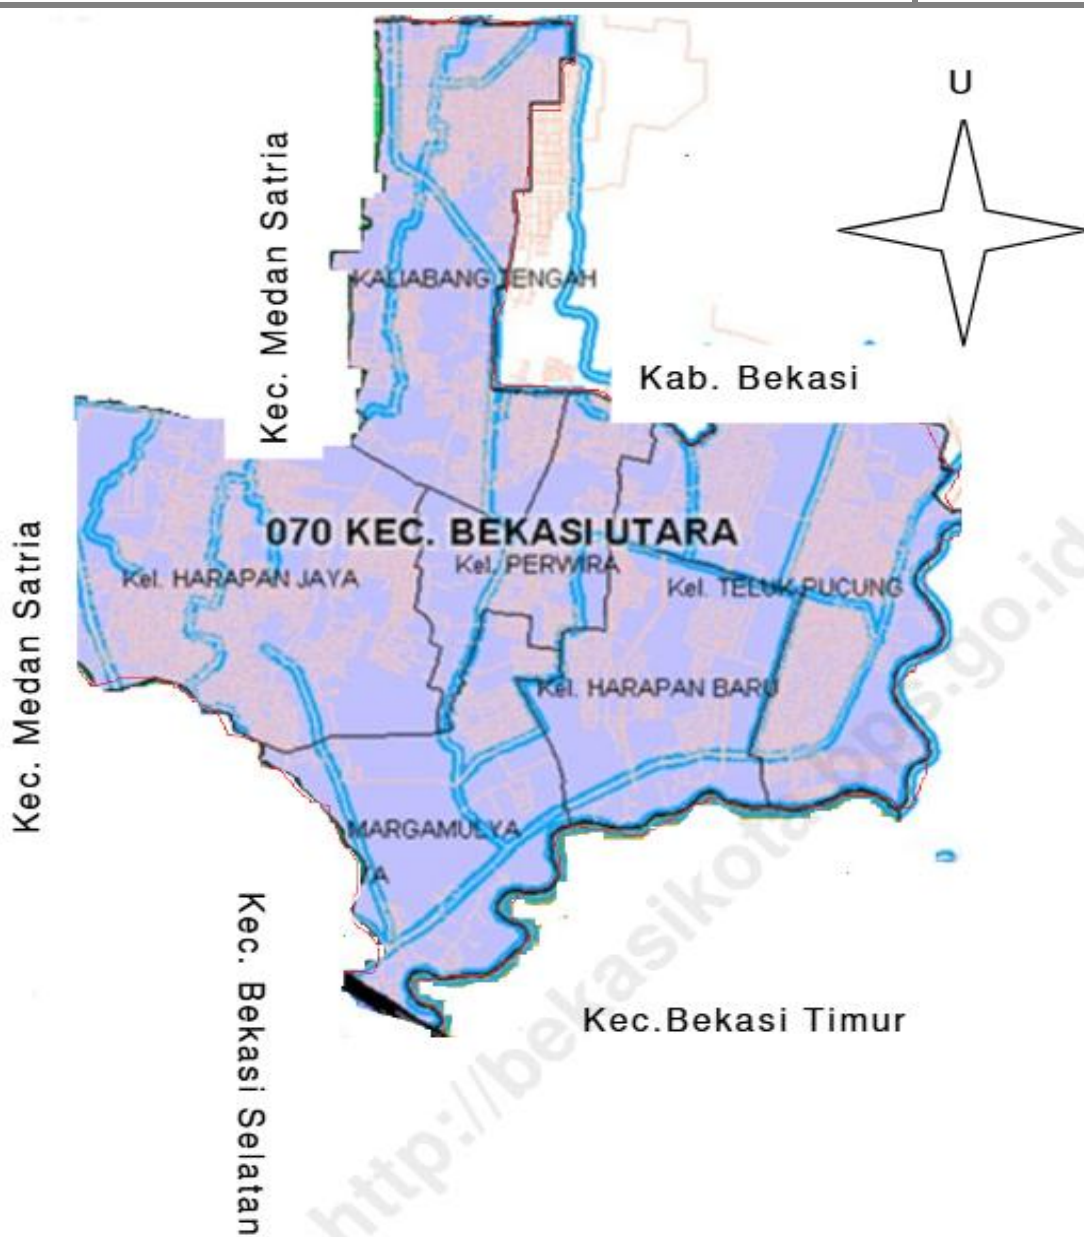 U
Kec. Medan Satria
KALIABANG TENGAH
Kab. Bekasi
070 KEC. BEKASI UTARA
Kel. PERWIRA
Kel. HARAPAN JAYA
Kel. TELUK PUCUNG
Kec. Medan Satria
Kel. HARAPAN BARU
MARGAMULYA
Kec. Bekasi Selatan
Kec.Bekasi Timur
http://bekasikota.bps.go.id